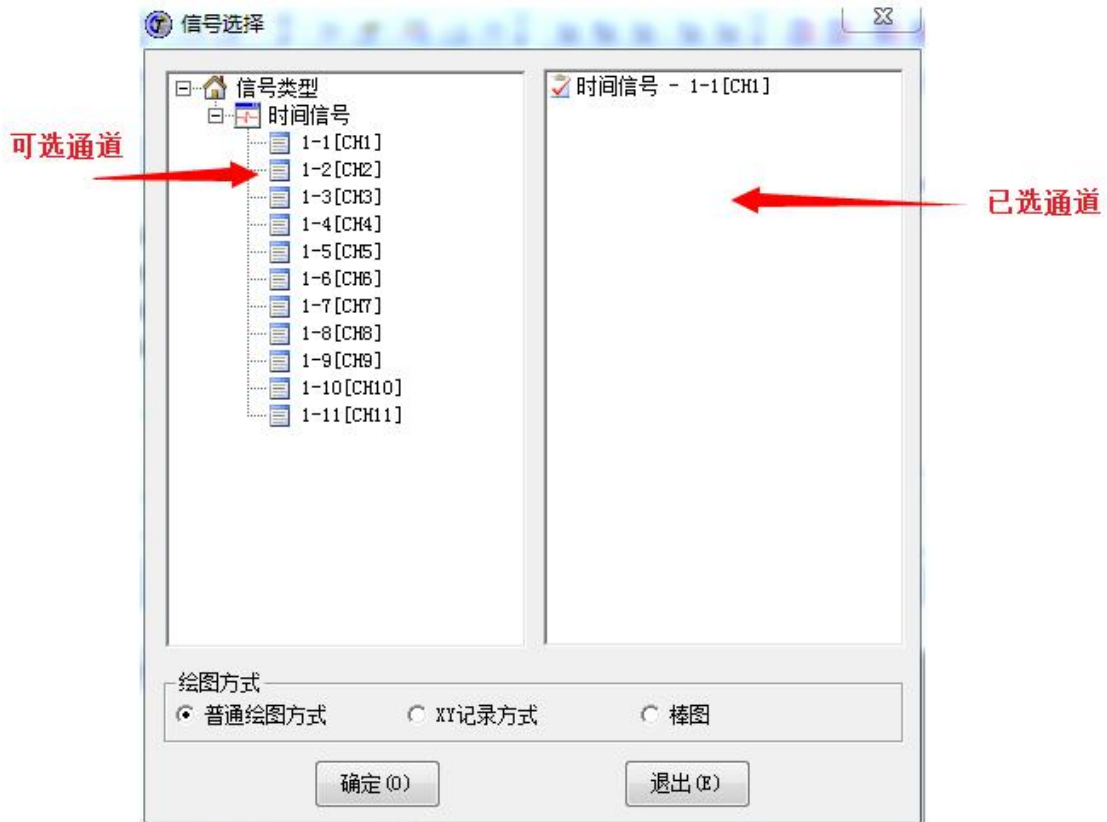 信号选择
信号类型
时间信号
1-1[CH1]
1-2[CH2]
1-3[CH3]
1-4[CH4]
1-5[CH5]
1-6[CH6]
1-7[CH7]
1-8[CH8]
1-9[CH9]
1-10[CH10]
1-11[CH11]
可选通道
时间信号 - 1-1[CH1]
已选通道
绘图方式
普通绘图方式 XY记录方式 棒图
确定(O) 退出(E)